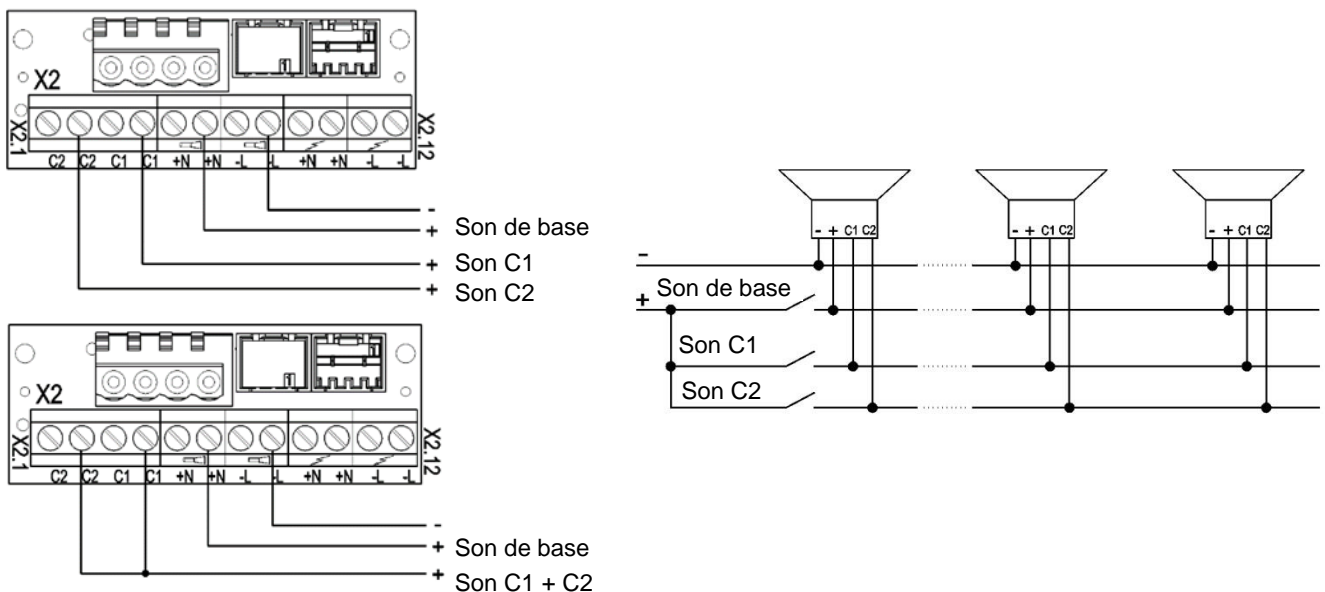 1
X2
X2.1
X2.12
C2 C2 C1 C1 +N +N -L -L +N +N -L -L
-
+ Son de base
+ Son C1
+ Son C2
1
X2
X2.1
X2.12
C2 C2 C1 C1 +N +N -L -L +N +N -L -L
-
+ Son de base
+ Son C1 + C2
- + C1 C2
- + C1 C2
- + C1 C2
-
+ Son de base
Son C1
Son C2